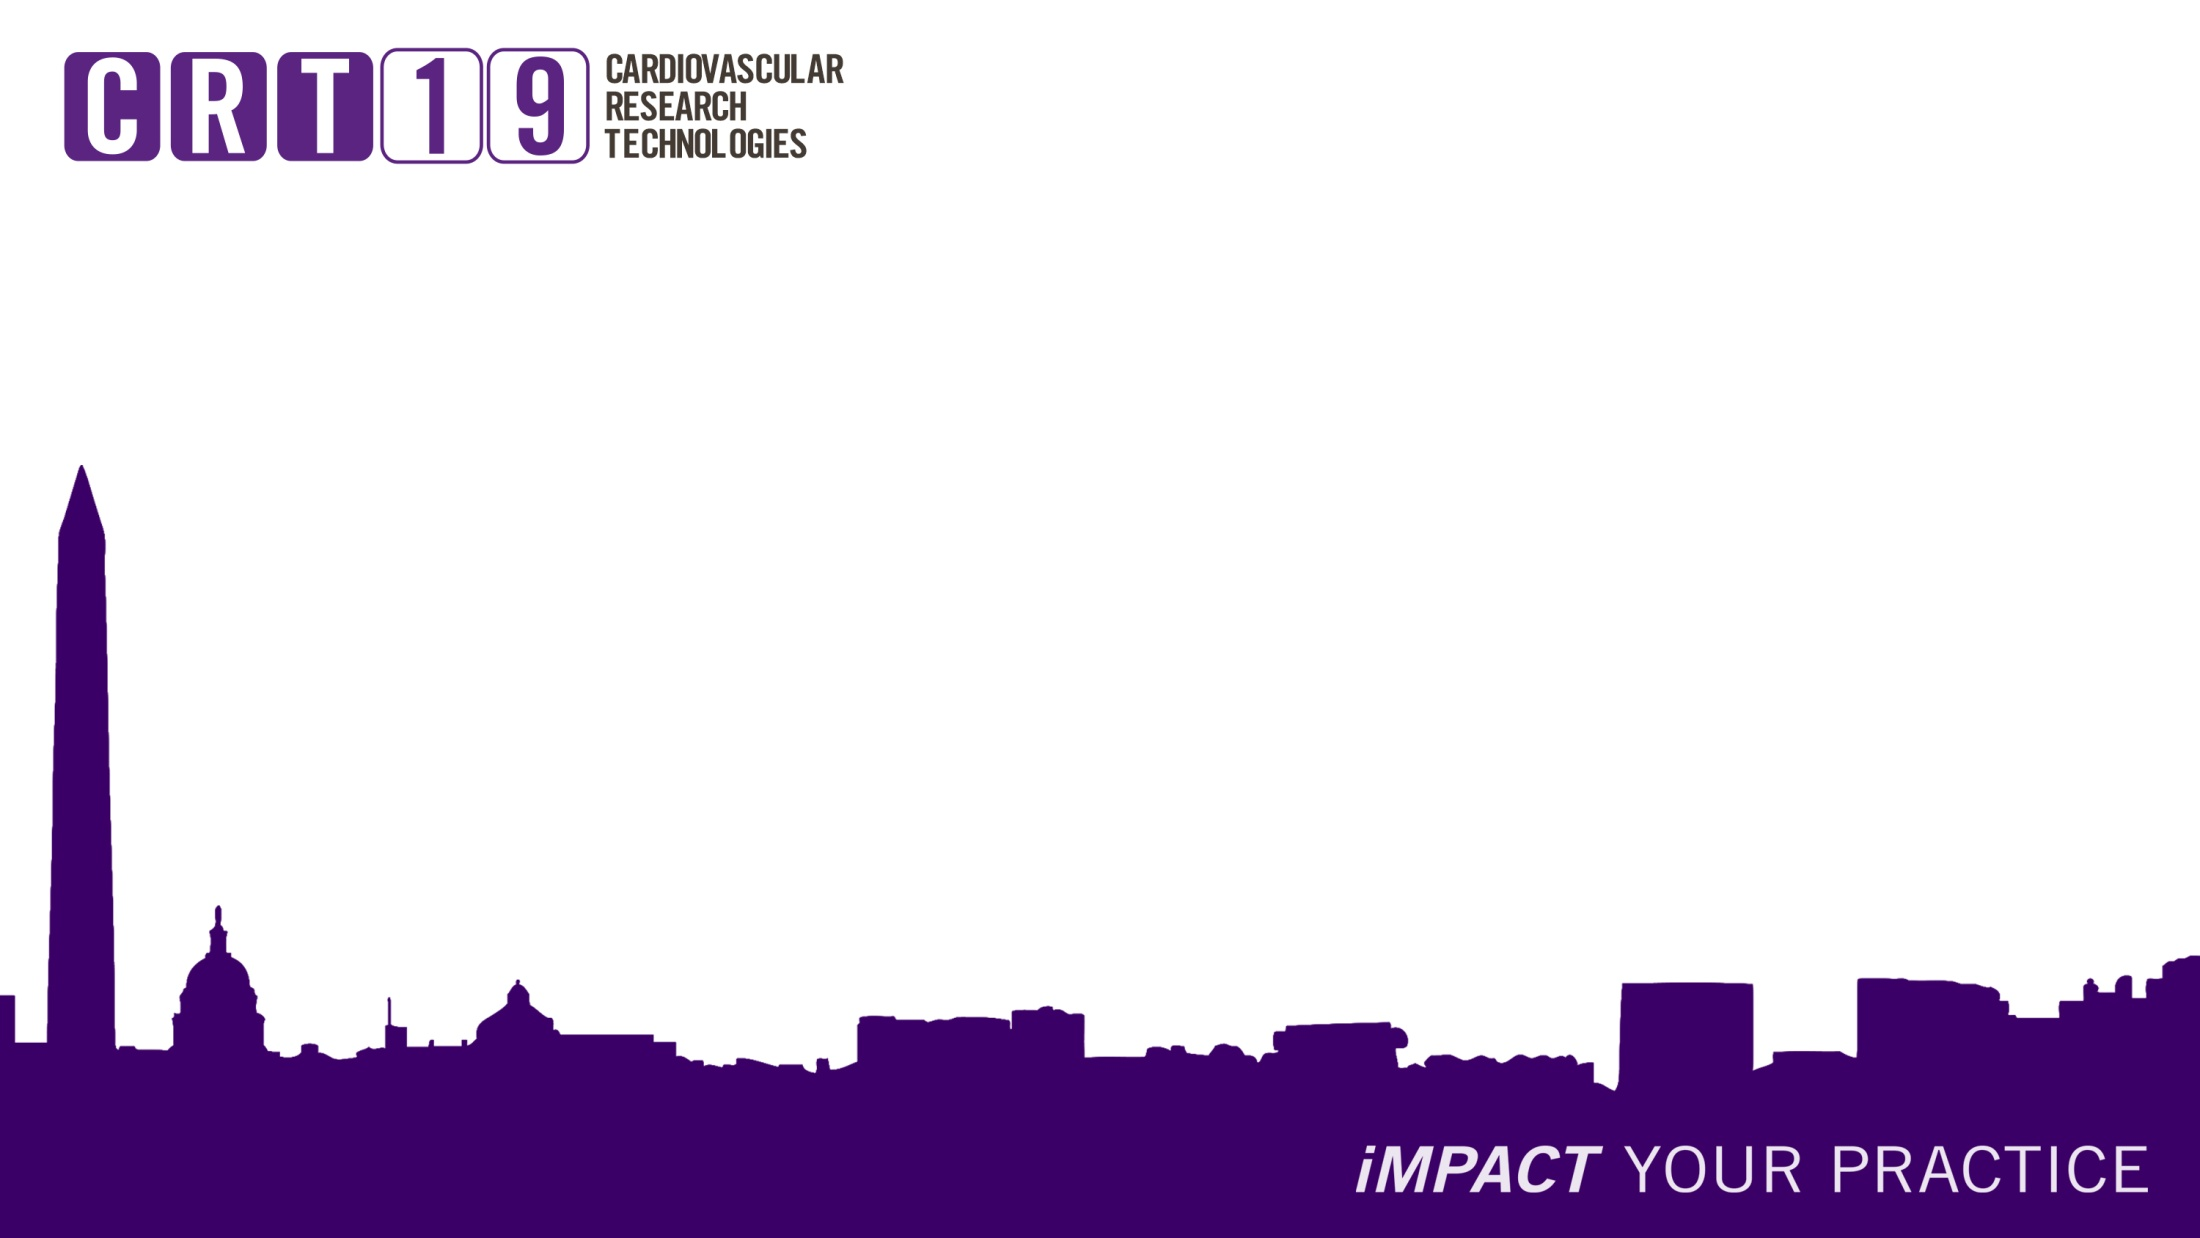 CRT19
CARDIOVASCULAR
RESEARCH
TECHNOLOGIES
iMPACT YOUR PRACTICE